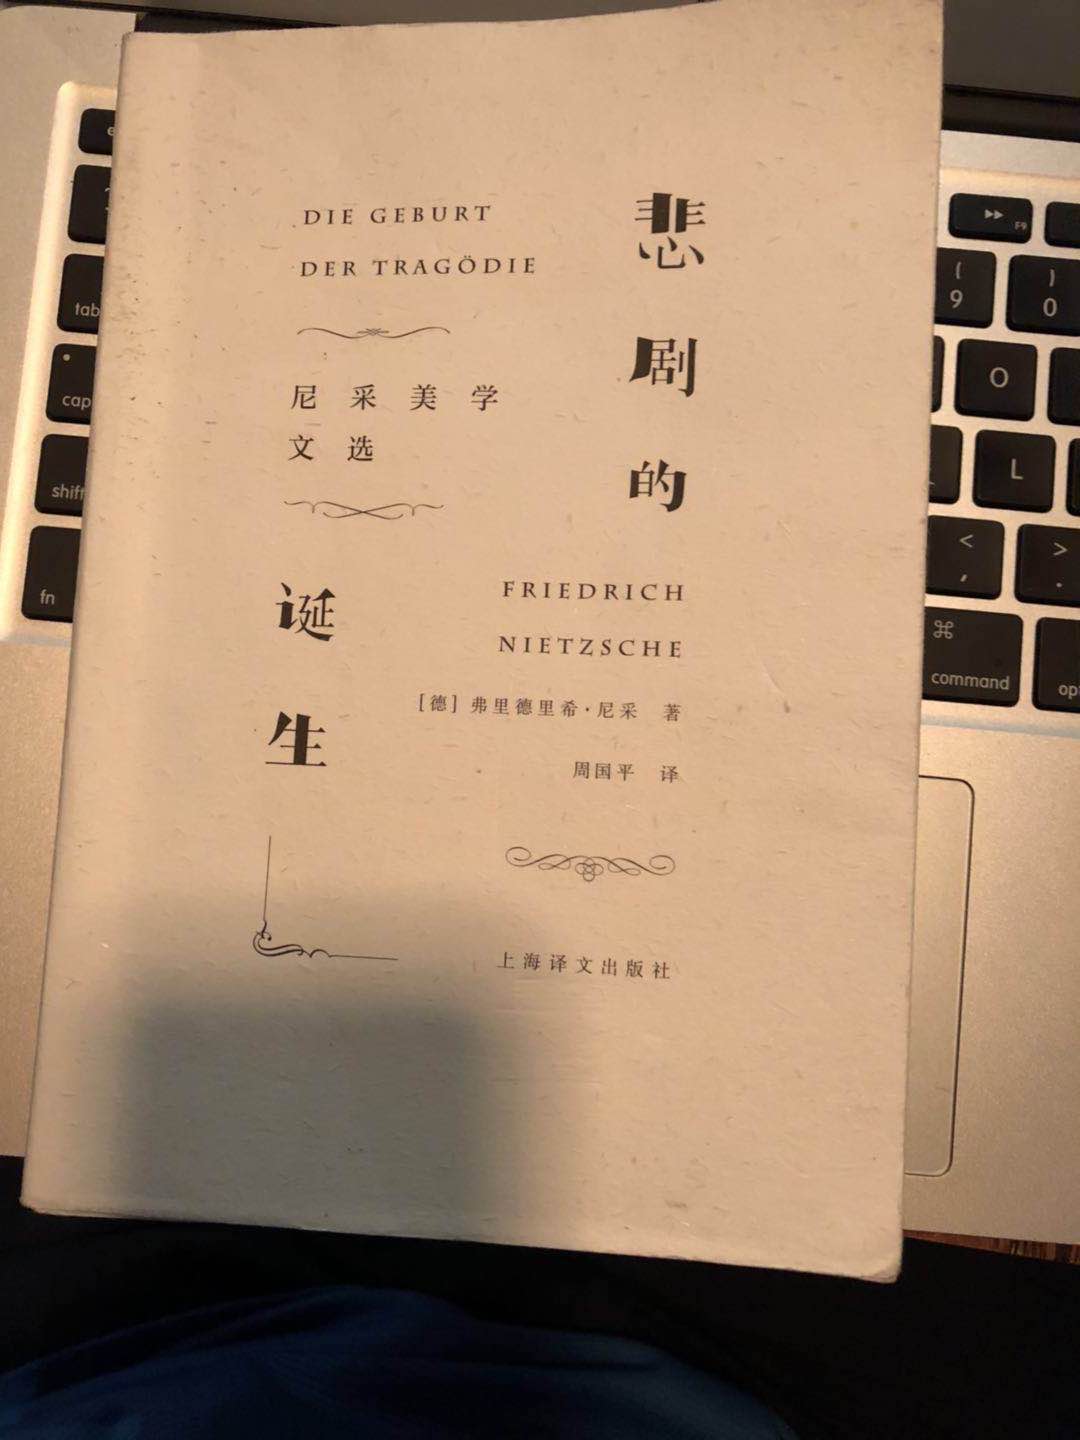 DIE GEBURT
DER TRAGÖDIE
尼采美学
文选
悲剧的
诞生
FRIEDRICH
NIETZSCHE
[德] 弗里德里希·尼采 著
周国平 译
上海译文出版社
tab
cap
shift
fn
F9
( 9
) 0
O
L
< ,
> .
⌘
command
opt